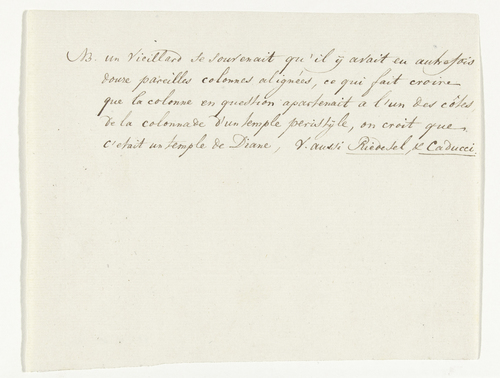 NB. un Vieillard se souvenait qu'il ÿ avait eu autrefois
douze pareilles colonnes alignées, ce qui fait croire
que la colonne en question apartenait a l'un des côtés
de la colonnade d'un temple peristÿle, on croit que
c'etait un temple de Diane, V. aussi Riedesel, & Caducci